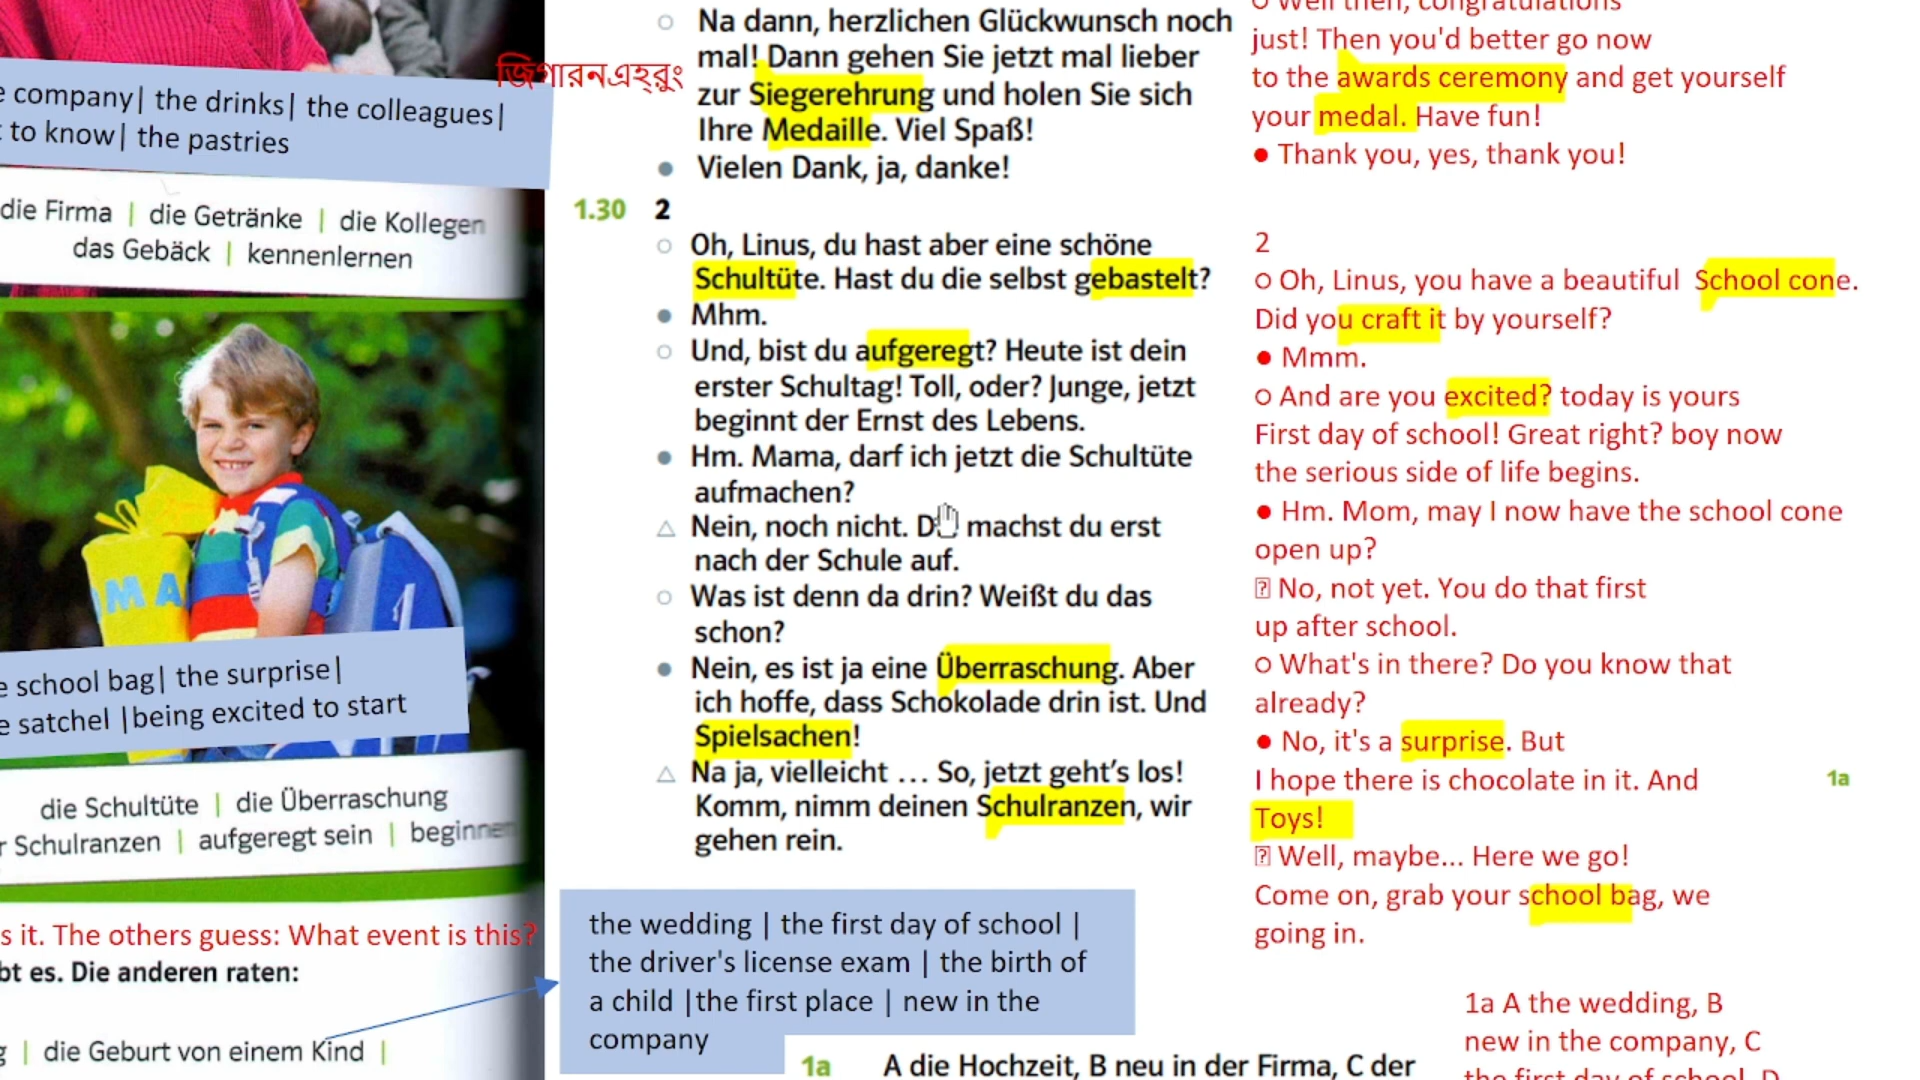 company| the drinks| the colleagues|
to know| the pastries
die Firma | die Getränke | die Kollegen
das Gebäck | kennenlernen
MA
school bag| the surprise|
satchel |being excited to start
die Schultüte | die Überraschung
Schulranzen | aufgeregt sein | beginnen
it. The others guess: What event is this?
es. Die anderen raten:
| die Geburt von einem Kind |
জিগারনএহ্রুং
○ Na dann, herzlichen Glückwunsch noch
mal! Dann gehen Sie jetzt mal lieber
zur Siegerehrung und holen Sie sich
Ihre Medaille. Viel Spaß!
● Vielen Dank, ja, danke!
1.30 2
○ Oh, Linus, du hast aber eine schöne
Schultüte. Hast du die selbst gebastelt?
● Mhm.
○ Und, bist du aufgeregt? Heute ist dein
erster Schultag! Toll, oder? Junge, jetzt
beginnt der Ernst des Lebens.
● Hm. Mama, darf ich jetzt die Schultüte
aufmachen?
△ Nein, noch nicht. machst du erst
nach der Schule auf.
○ Was ist denn da drin? Weißt du das
schon?
● Nein, es ist ja eine Überraschung. Aber
ich hoffe, dass Schokolade drin ist. Und
Spielsachen!
△ Na ja, vielleicht … So, jetzt geht’s los!
Komm, nimm deinen Schulranzen, wir
gehen rein.
the wedding | the first day of school |
the driver's license exam | the birth of
a child |the first place | new in the
company
1a A die Hochzeit, B neu in der Firma, C der
○ Well then, congratulations
just! Then you'd better go now
to the awards ceremony and get yourself
your medal. Have fun!
● Thank you, yes, thank you!
2
○ Oh, Linus, you have a beautiful School cone.
Did you craft it by yourself?
● Mmm.
○ And are you excited? today is yours
First day of school! Great right? boy now
the serious side of life begins.
● Hm. Mom, may I now have the school cone
open up?
No, not yet. You do that first
up after school.
○ What's in there? Do you know that
already?
● No, it's a surprise. But
I hope there is chocolate in it. And
Toys!
Well, maybe... Here we go!
Come on, grab your school bag, we
going in.
1a
1a A the wedding, B
new in the company, C
the first day of school, D